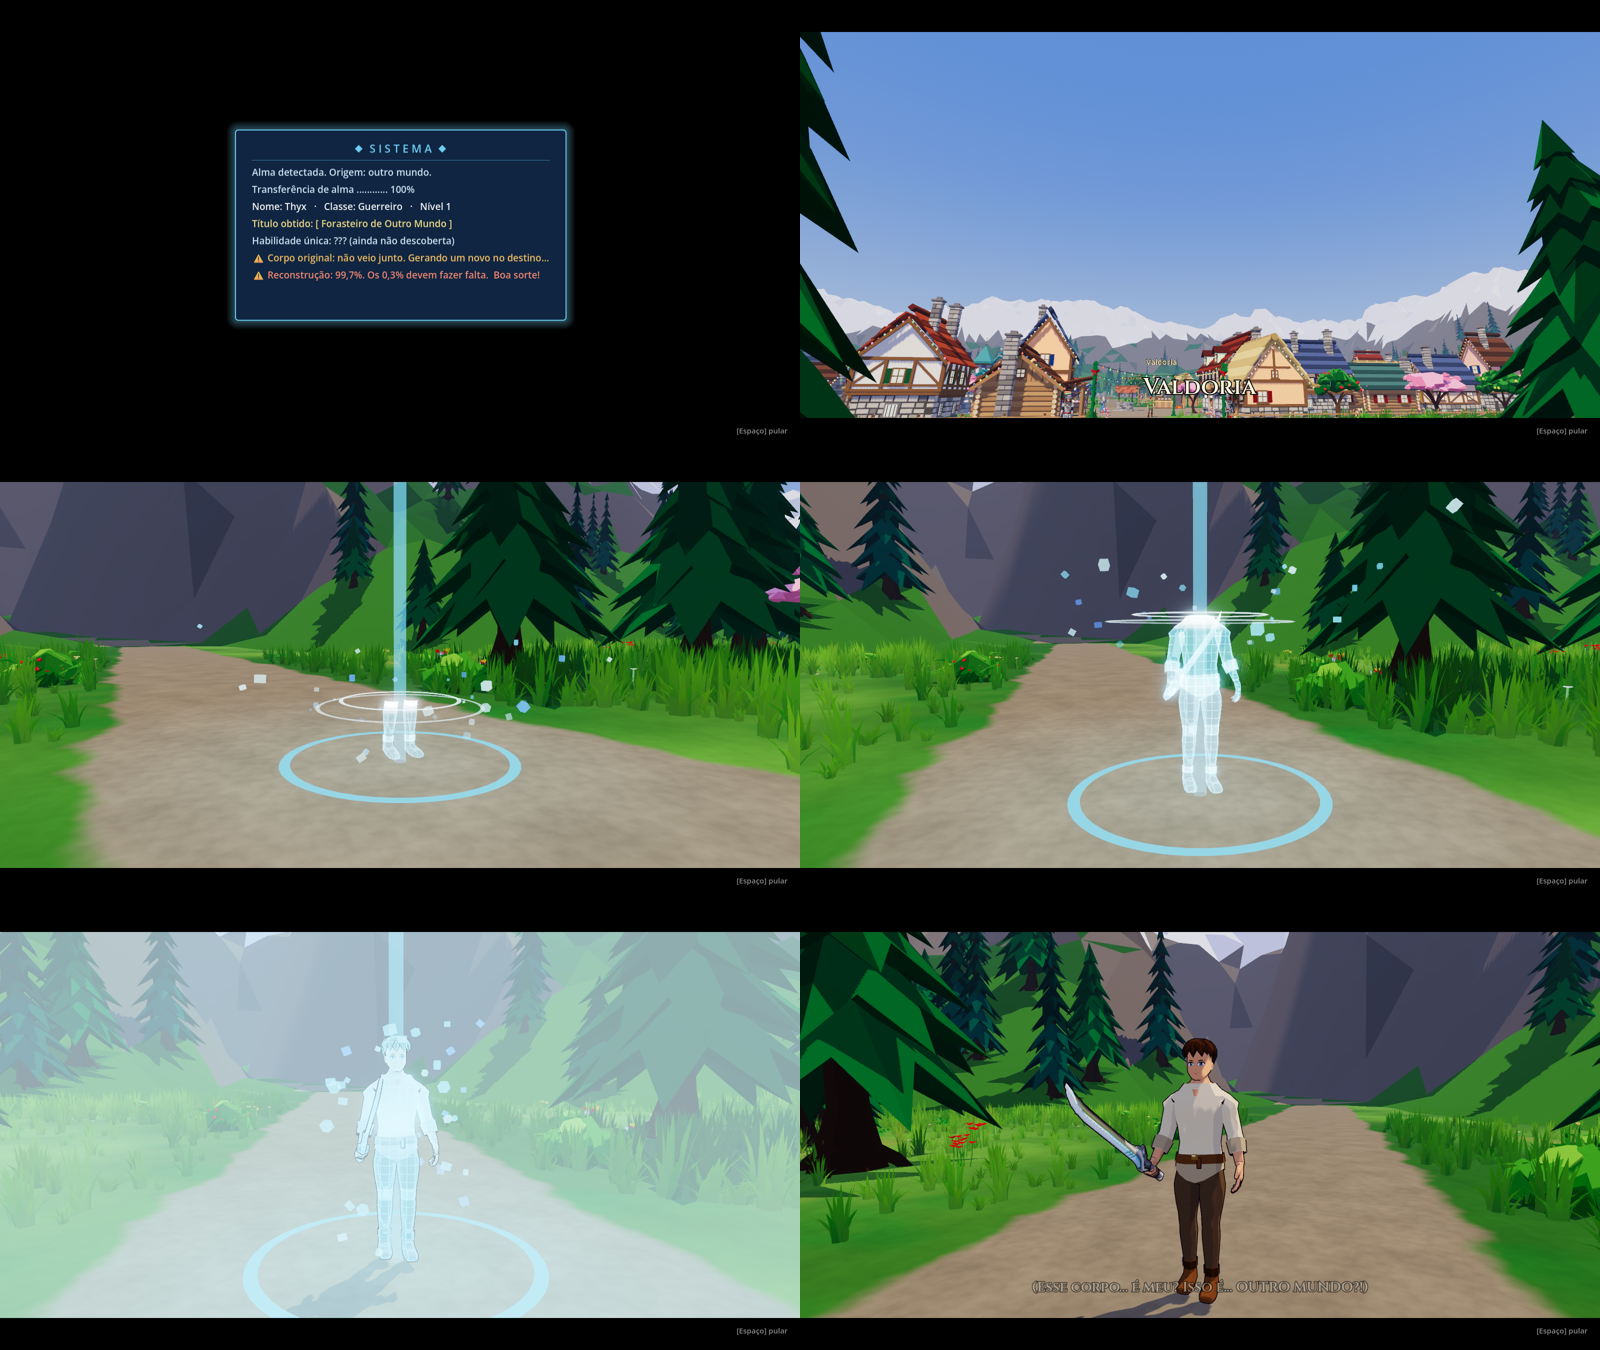 ◆ SISTEMA ◆
Alma detectada. Origem: outro mundo.
Transferência de alma ............ 100%
Nome: Thyx · Classe: Guerreiro · Nível 1
Título obtido: [ Forasteiro de Outro Mundo ]
Habilidade única: ??? (ainda não descoberta)
⚠ Corpo original: não veio junto. Gerando um novo no destino...
⚠ Reconstrução: 99,7%. Os 0,3% devem fazer falta. Boa sorte!
[Espaço] pular
Valdoria
VALDORIA
[Espaço] pular
[Espaço] pular
[Espaço] pular
[Espaço] pular
(ESSE CORPO... É MEU? ISSO É... OUTRO MUNDO?!)
[Espaço] pular